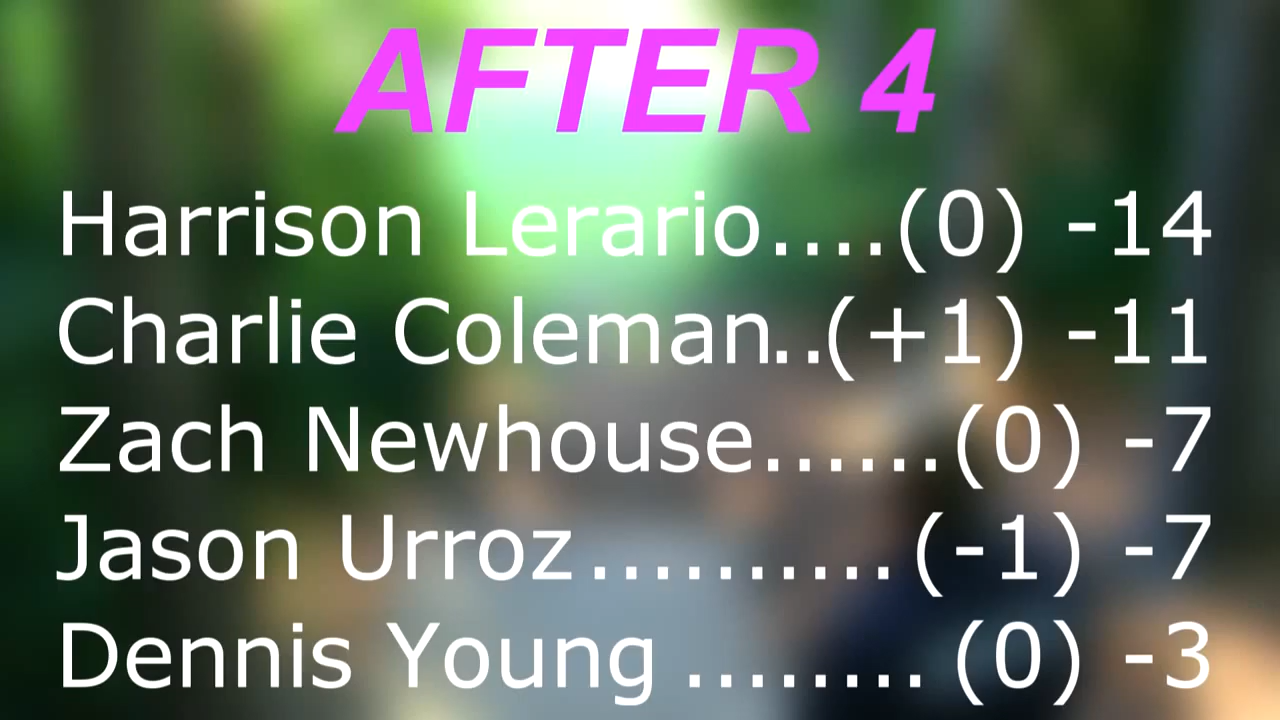 AFTER 4
Harrison Lerario....(0) -14
Charlie Coleman..(+1) -11
Zach Newhouse......(0) -7
Jason Urroz..........(-1) -7
Dennis Young ........ (0) -3